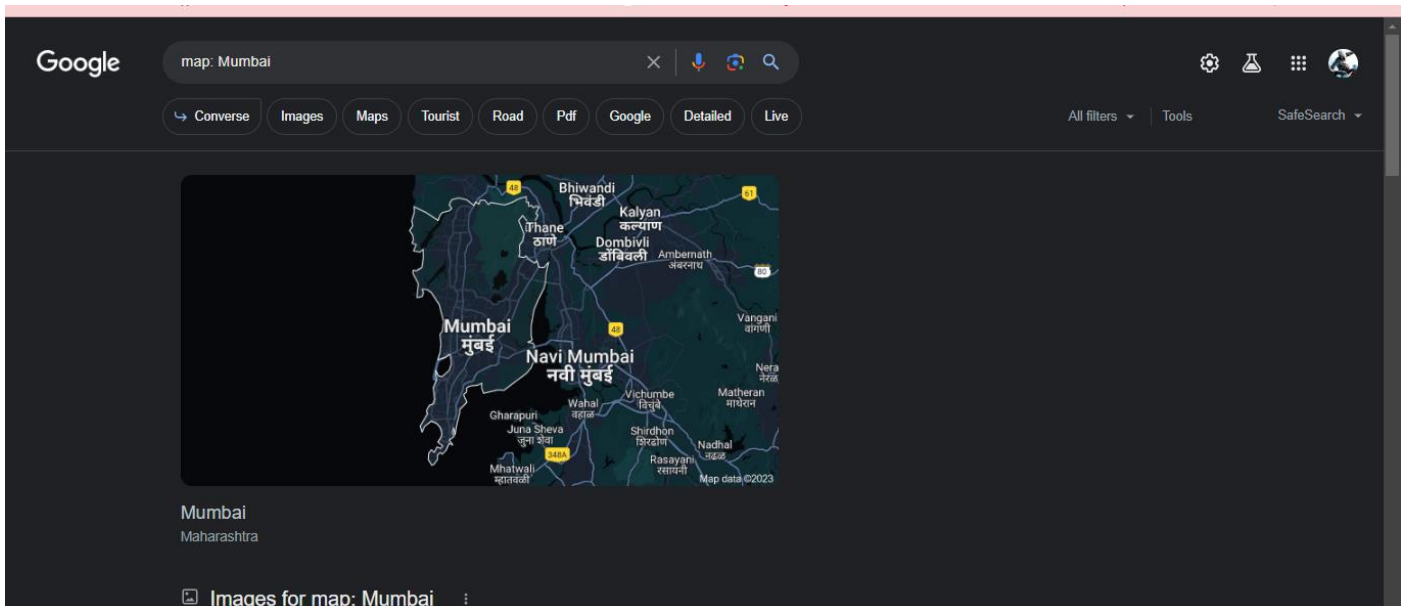 Google
map: Mumbai
Converse
Images
Maps
Tourist
Road
Pdf
Google
Detailed
Live
All filters
Tools
SafeSearch
48
Bhiwandi
भिवंडी
61
Kalyan
कल्याण
Thane
ठाणे
Dombivli
डोंबिवली
Ambernath
अंबरनाथ
80
Vangani
वांगणी
Mumbai
मुंबई
48
Navi Mumbai
नवी मुंबई
Nera
नेरळ
Matheran
माथेरान
Vichumbe
विचुंबे
Wahal
वहाळ
Gharapuri
Juna Sheva
जुना शेवा
Shirdhon
शिरढोण
Nadhal
नढळ
348A
Rasayani
रसायनी
Mhatwali
म्हातवळी
Map data ©2023
Mumbai
Maharashtra
Images for map: Mumbai